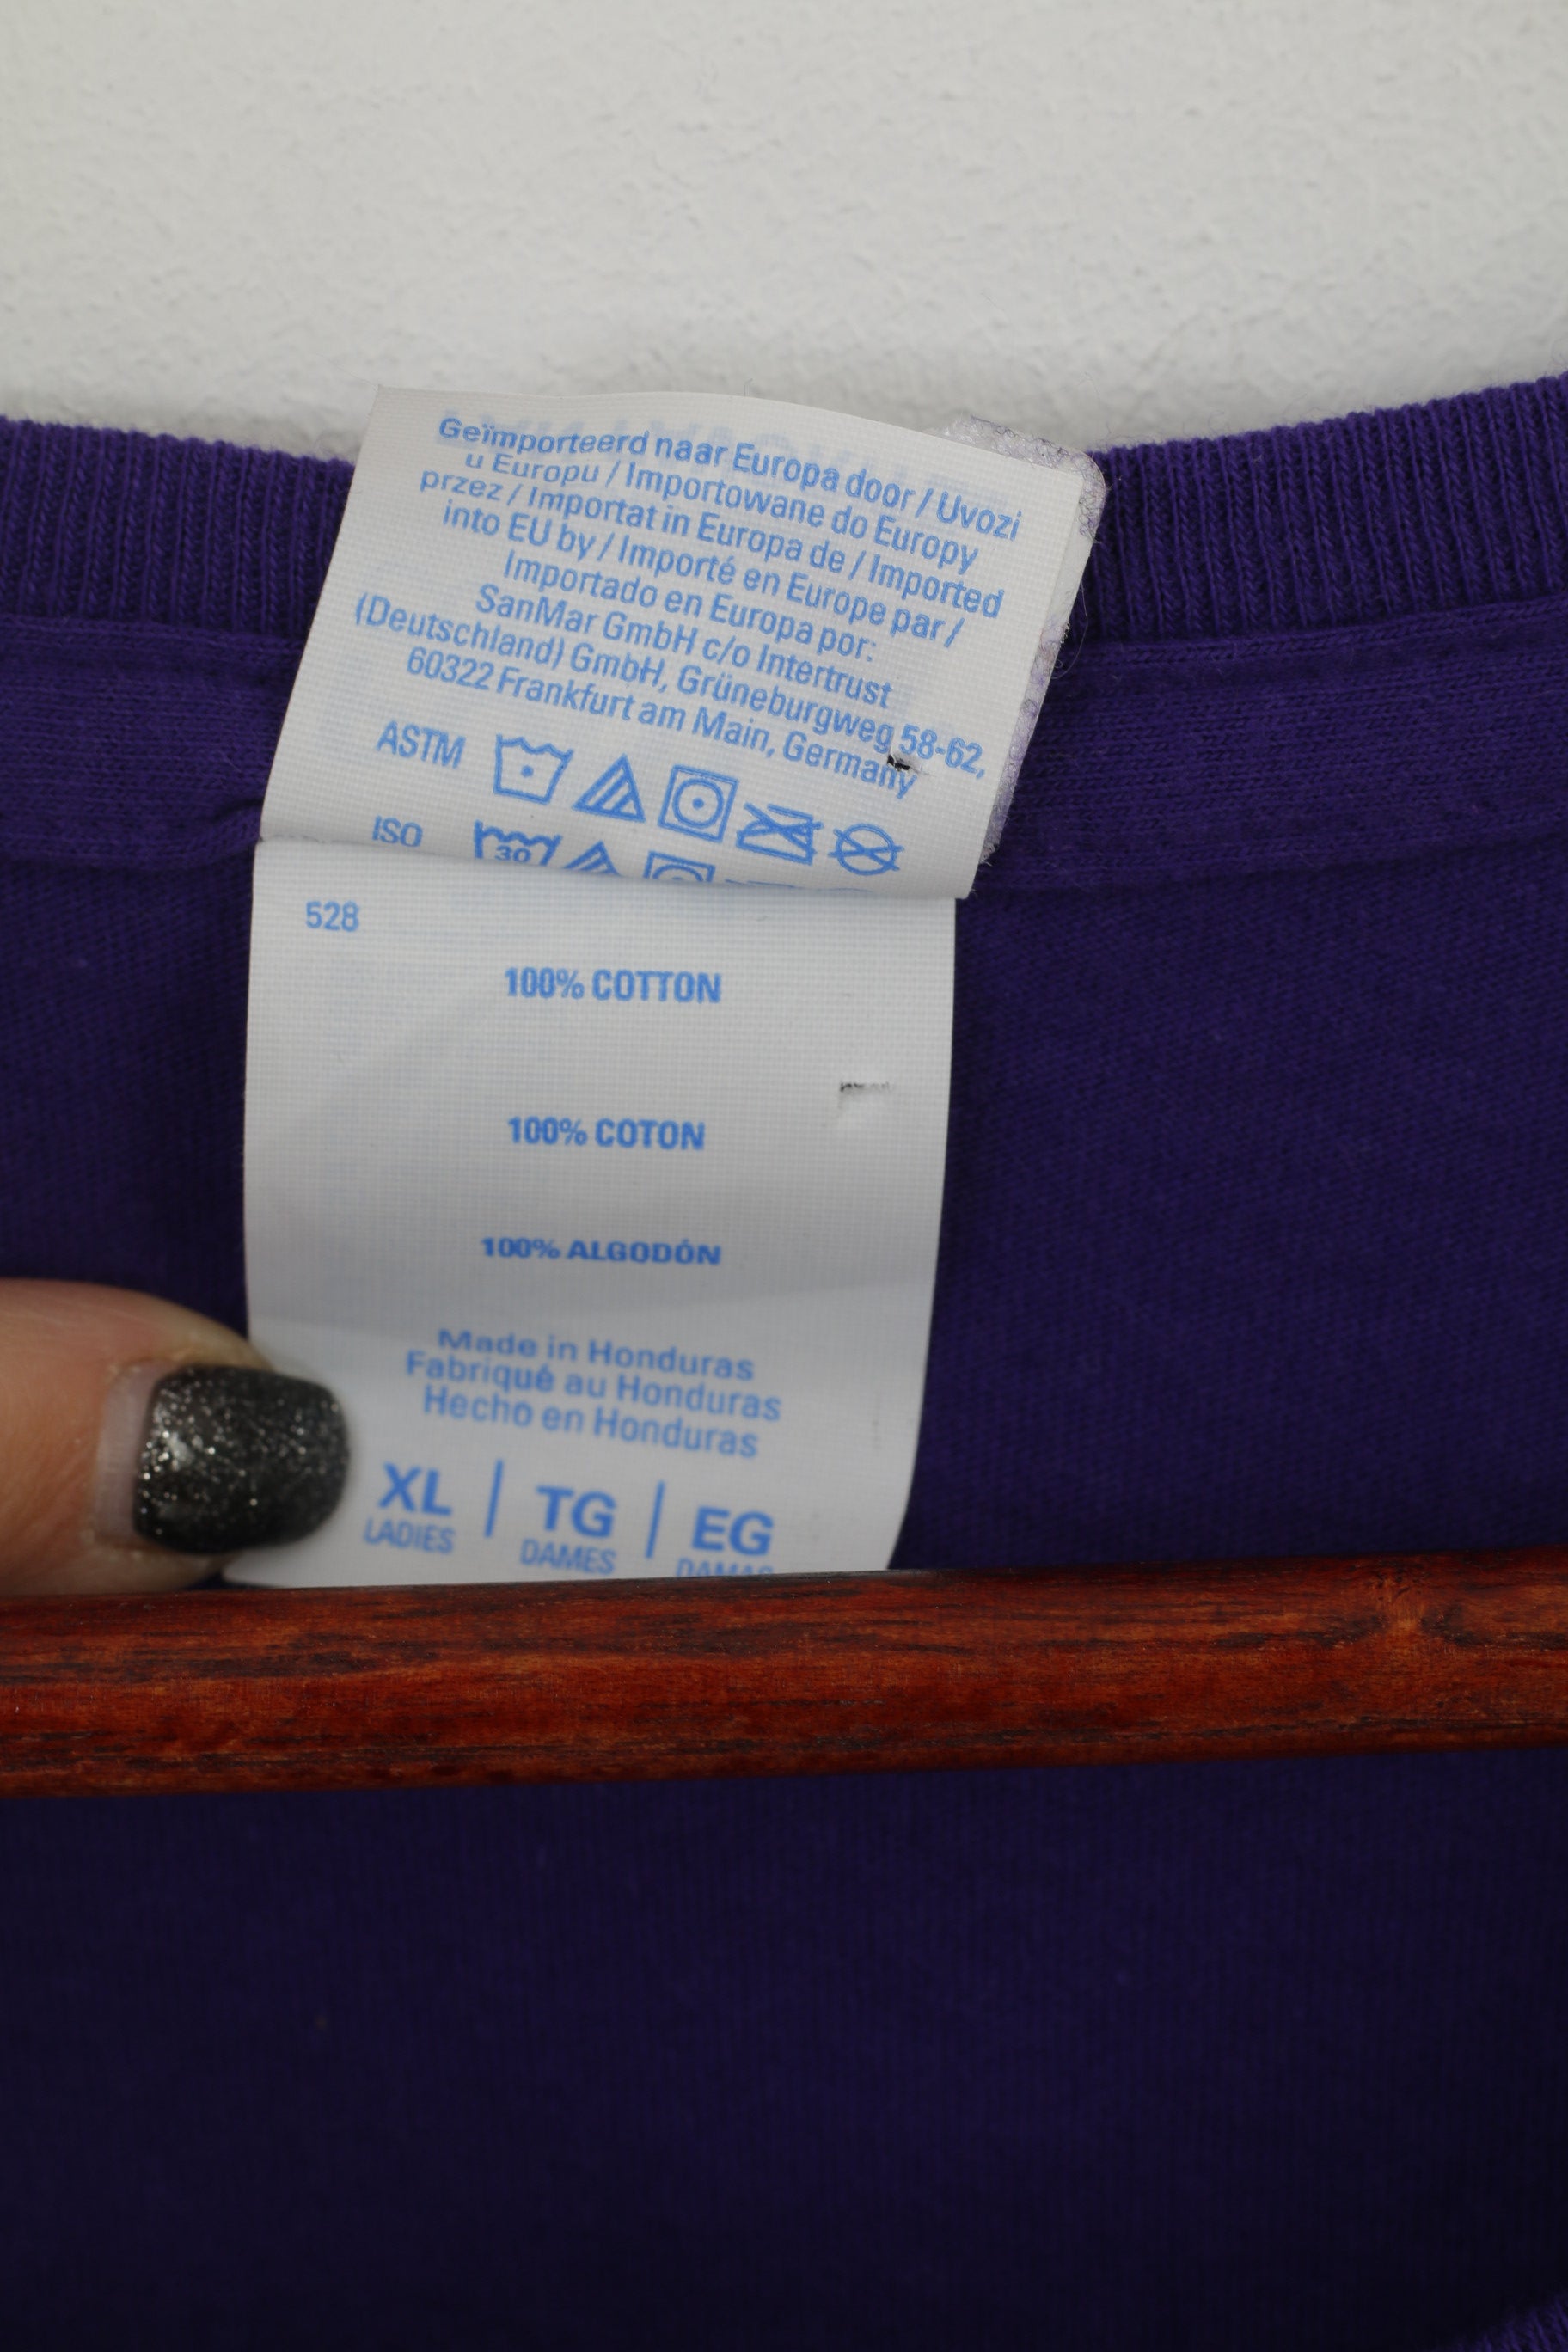 Geïmporteerd naar Europa door / Uvozi
u Europu / Importowane do Europy
przez / Importat in Europa de / Imported
into EU by / Importé en Europe par /
Importado en Europa por:
SanMar GmbH c/o Intertrust
(Deutschland) GmbH, Grüneburgweg 58-62,
60322 Frankfurt am Main, Germany
ASTM
ISO 30
528
100% COTTON
100% COTON
100% ALGODÓN
Made in Honduras
Fabriqué au Honduras
Hecho en Honduras
XL | TG | EG
LADIES DAMES DAMAS